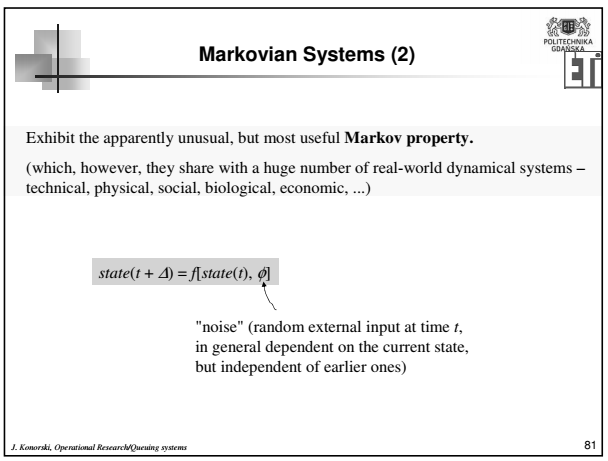 Markovian Systems (2)
POLITECHNIKA
GDAŃSKA
ETI
Exhibit the apparently unusual, but most useful Markov property.
(which, however, they share with a huge number of real-world dynamical systems –
technical, physical, social, biological, economic, ...)
state(t + Δ) = f[state(t), ϕ]
"noise" (random external input at time t,
in general dependent on the current state,
but independent of earlier ones)
J. Konorski, Operational Research/Queuing systems
81